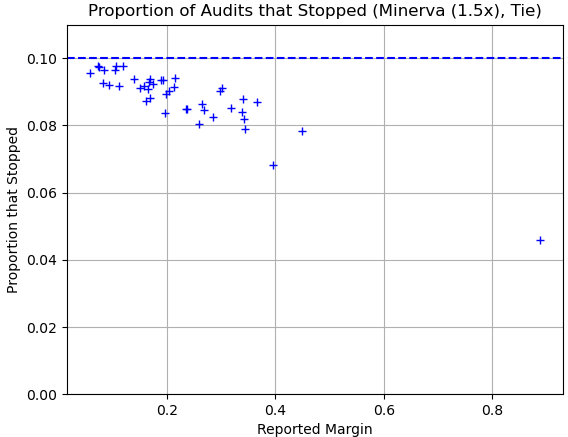 Proportion of Audits that Stopped (Minerva (1.5x), Tie)
0.10
0.08
0.06
0.04
0.02
0.00
Proportion that Stopped
0.2 0.4 0.6 0.8
Reported Margin